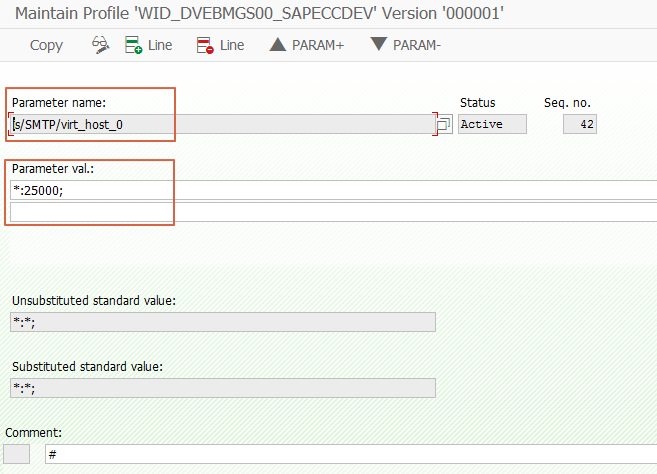 Maintain Profile 'WID_DVEBMGS00_SAPECCDEV' Version '000001'
Copy Line Line PARAM+ PARAM-
Parameter name: Status Seq. no.
is/SMTP/virt_host_0 Active 42
Parameter val.:
*:25000;
Unsubstituted standard value:
*:*;
Substituted standard value:
*:*;
Comment:
#